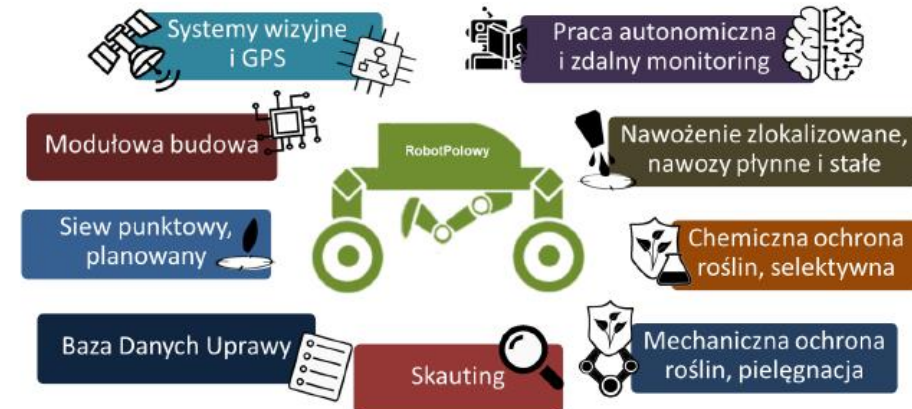 Systemy wizyjne
i GPS
Praca autonomiczna
i zdalny monitoring
Modułowa budowa
RobotPolowy
Nawożenie zlokalizowane,
nawozy płynne i stałe
Siew punktowy,
planowany
Chemiczna ochrona
roślin, selektywna
Baza Danych Uprawy
Skauting
Mechaniczna ochrona
roślin, pielęgnacja